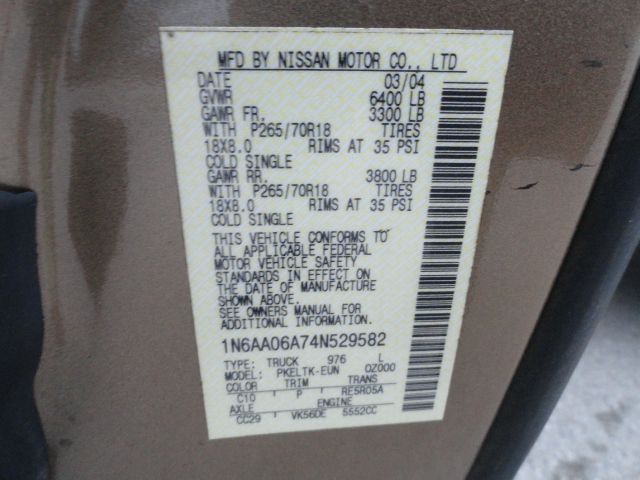 MFD BY NISSAN MOTOR CO., LTD
DATE 03/04
GVWR 6400 LB
GAWR FR. 3300 LB
WITH P265/70R18 TIRES
18X8.0 RIMS AT 35 PSI
COLD SINGLE
GAWR RR. 3800 LB
WITH P265/70R18 TIRES
18X8.0 RIMS AT 35 PSI
COLD SINGLE
THIS VEHICLE CONFORMS TO
ALL APPLICABLE FEDERAL
MOTOR VEHICLE SAFETY
STANDARDS IN EFFECT ON
THE DATE OF MANUFACTURE
SHOWN ABOVE.
SEE OWNERS MANUAL FOR
ADDITIONAL INFORMATION
1N6AA06A74N529582
TYPE: TRUCK 976 L
MODEL: PKELTK-EUN OZ000
COLOR TRIM TRANS
C10 P RE5R05A
AXLE ENGINE
CC29 VK56DE 5552CC